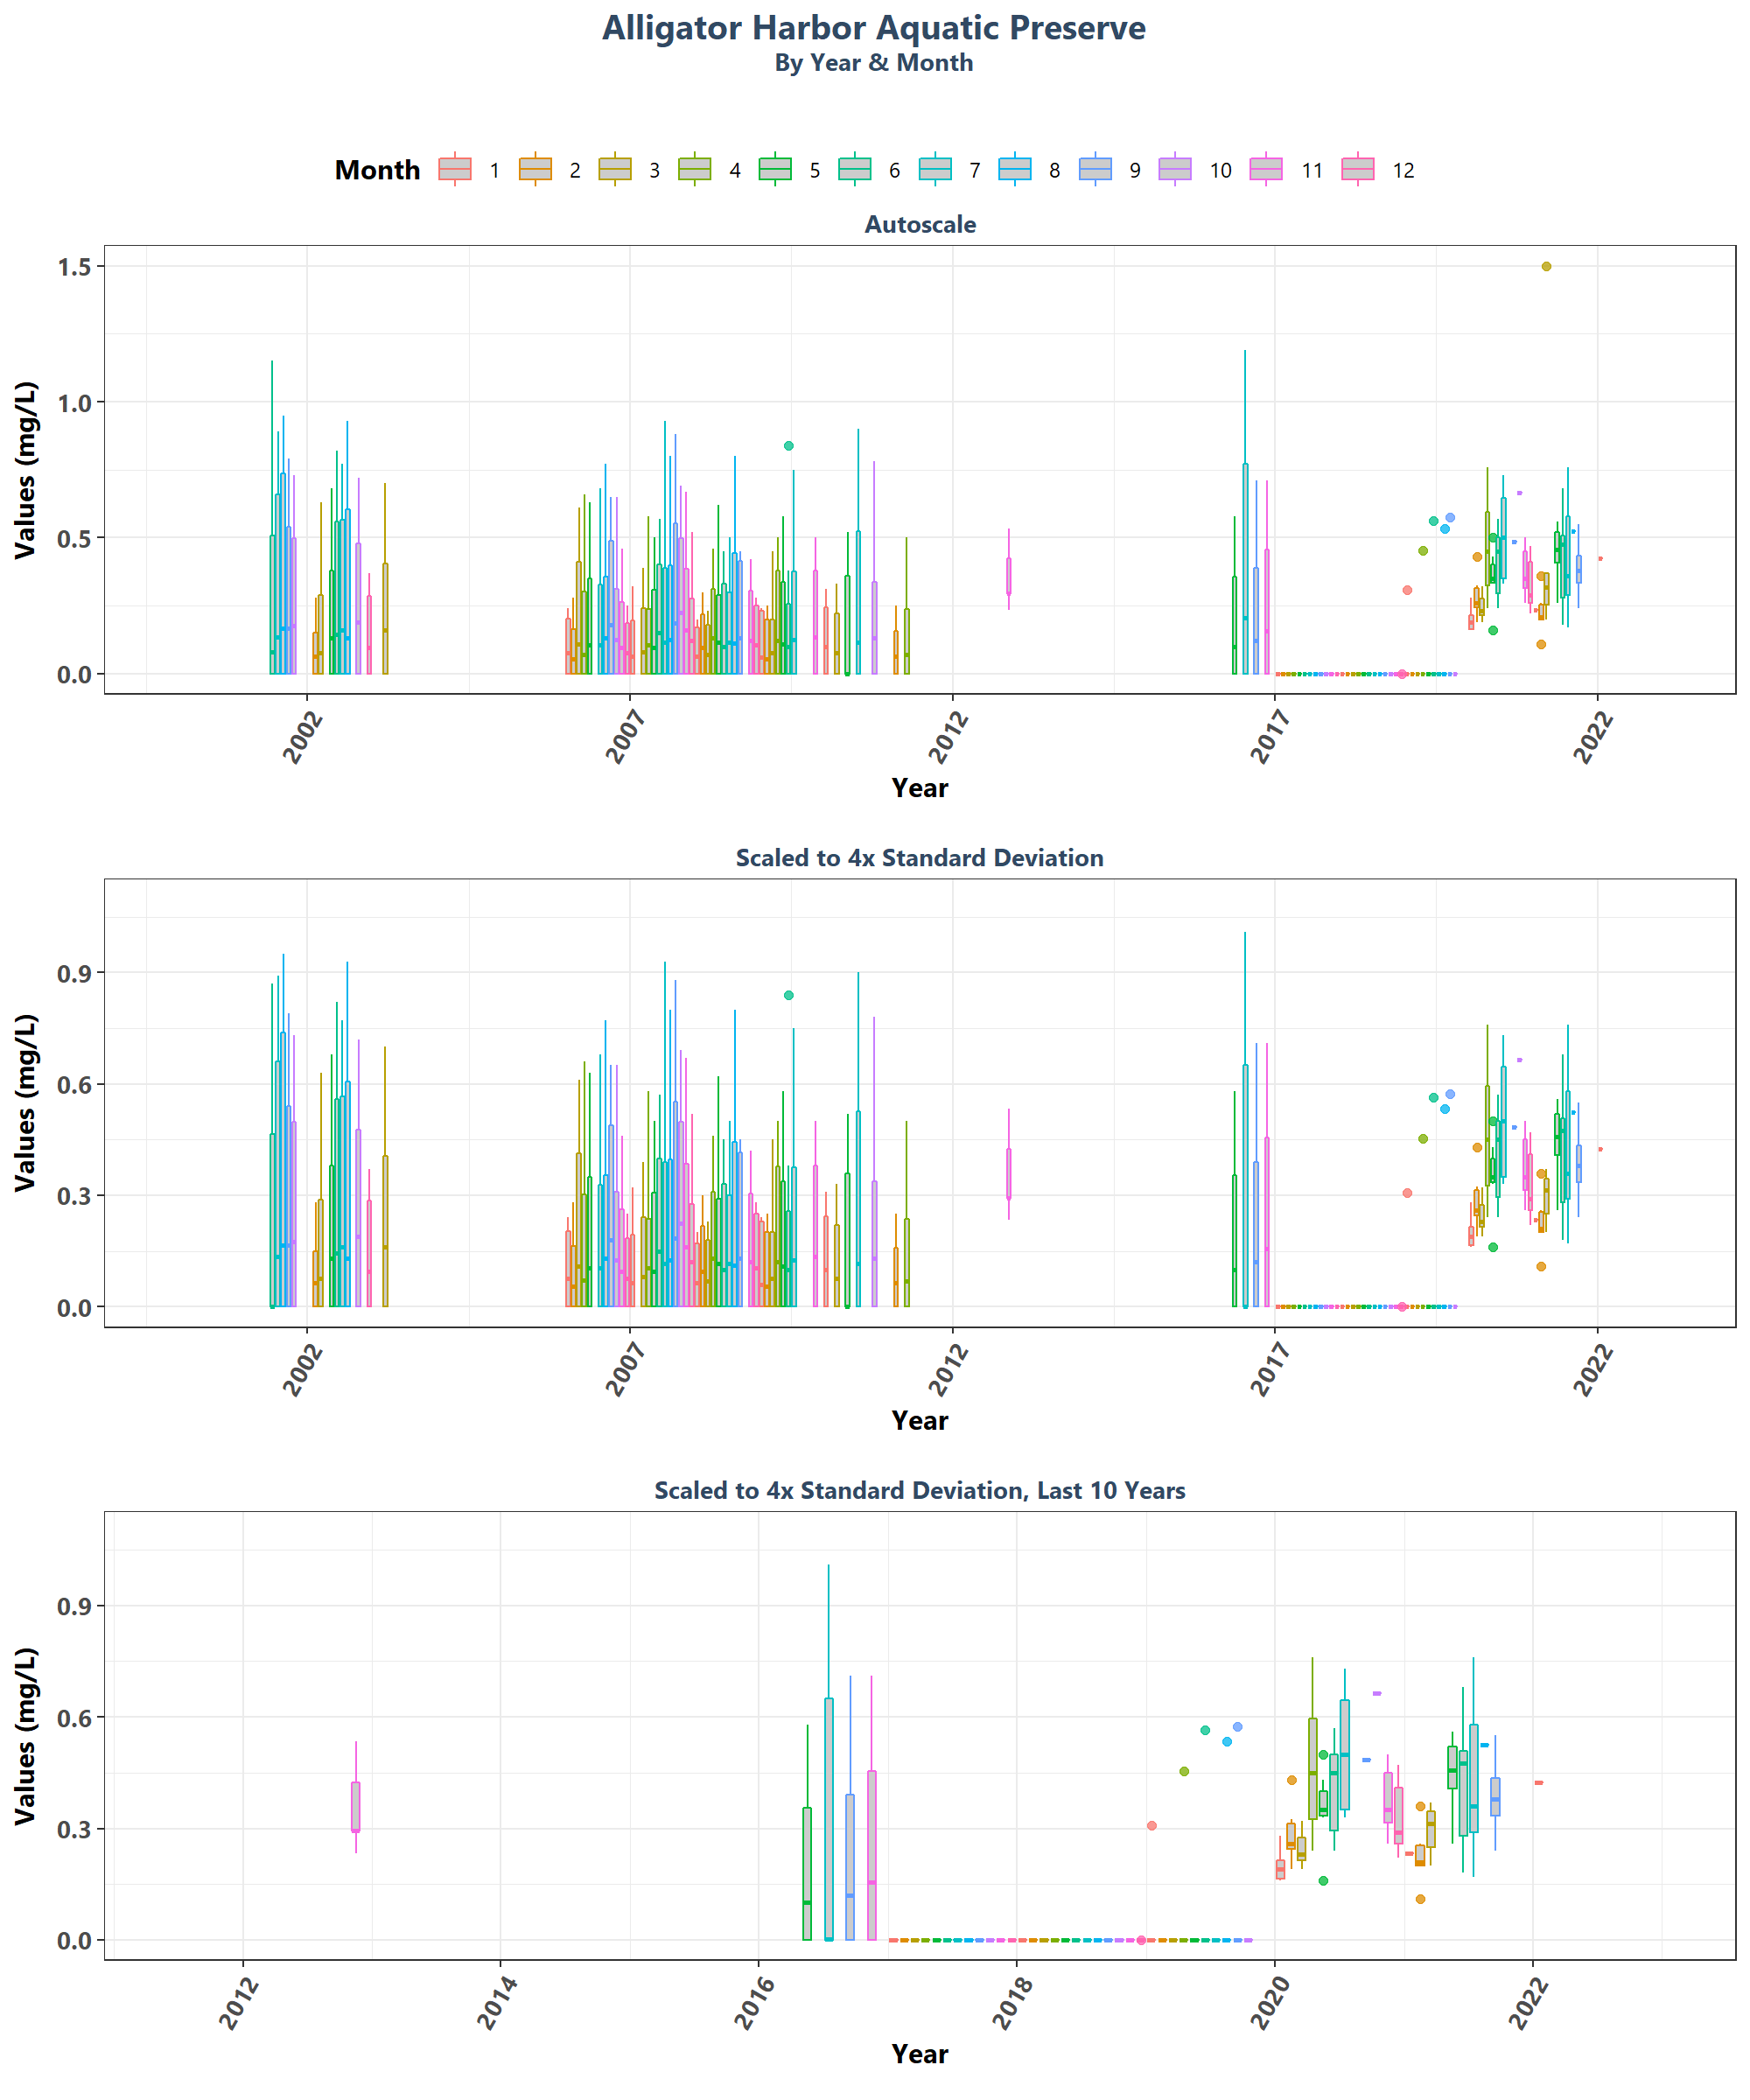 Alligator Harbor Aquatic Preserve
By Year & Month
Month 1 2 3 4 5 6 7 8 9 10 11 12
Autoscale
Values (mg/L)
1.5
1.0
0.5
0.0
2002 2007 2012 2017 2022
Year
Scaled to 4x Standard Deviation
Values (mg/L)
0.9
0.6
0.3
0.0
2002 2007 2012 2017 2022
Year
Scaled to 4x Standard Deviation, Last 10 Years
Values (mg/L)
0.9
0.6
0.3
0.0
2012 2014 2016 2018 2020 2022
Year